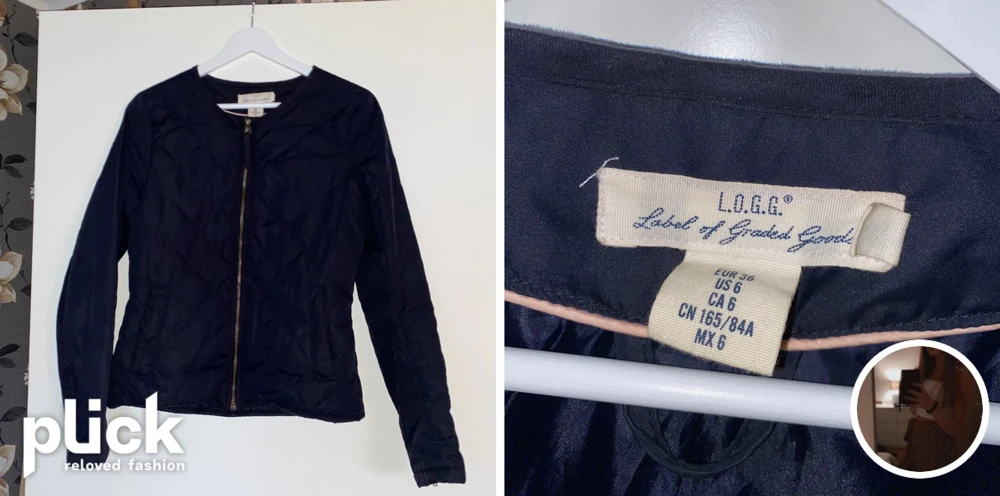 plick
reloved fashion
L.O.G.G.®
Label of Graded Goods
EUR 36
US 6
CA 6
CN 165/84A
MX 6